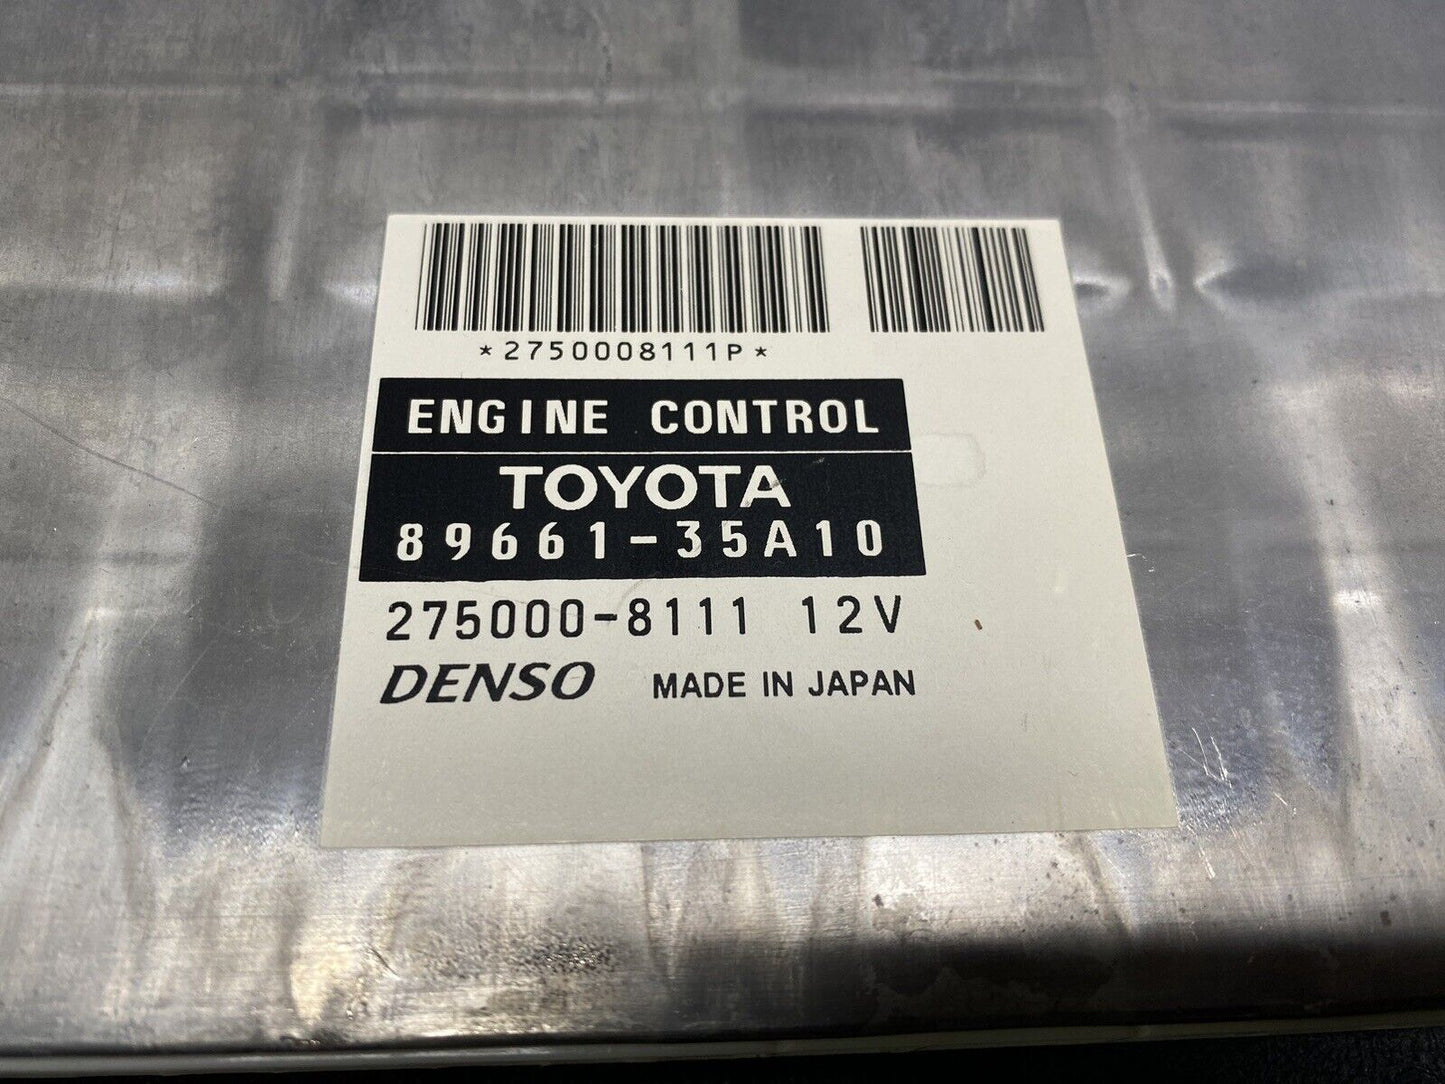 *2750008111P*
ENGINE CONTROL
TOYOTA
89661-35A10
275000-8111 12V
DENSO MADE IN JAPAN